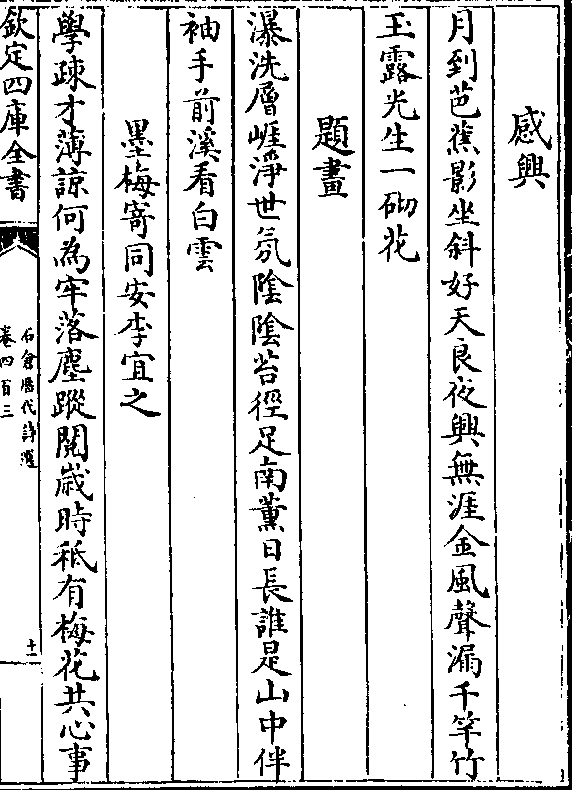 感興
月到芭蕉影坐斜好天良夜興無涯金風聲漏千竿竹
玉露光生一砌花
題畫
瀑洗層崕淨世氛陰陰苔徑足南薰日長誰是山中伴
袖手前溪看白雲
墨梅寄同安李宜之
學疎才薄諒何為牢落塵蹤閱歲時秪有梅花共心事
欽定四庫全書
石倉歷代詩選
卷四百三
十一